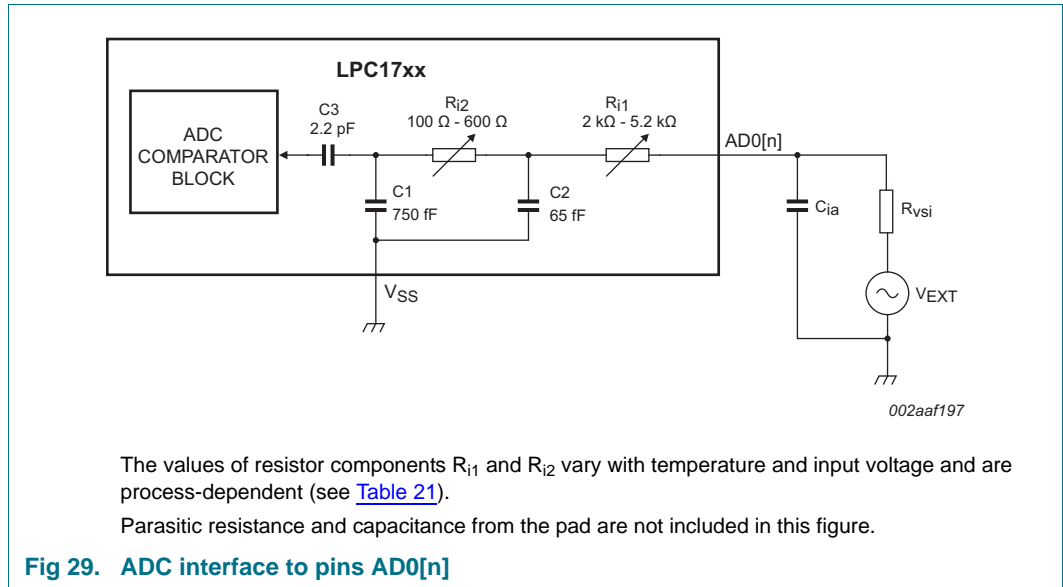 LPC17xx
ADC
COMPARATOR
BLOCK
C3
2.2 pF
Ri2
100 Ω - 600 Ω
Ri1
2 kΩ - 5.2 kΩ
AD0[n]
C1
750 fF
C2
65 fF
Cia
Rvsi
VSS
VEXT
002aaf197
The values of resistor components Ri1 and Ri2 vary with temperature and input voltage and are
process-dependent (see Table 21).
Parasitic resistance and capacitance from the pad are not included in this figure.
Fig 29. ADC interface to pins AD0[n]